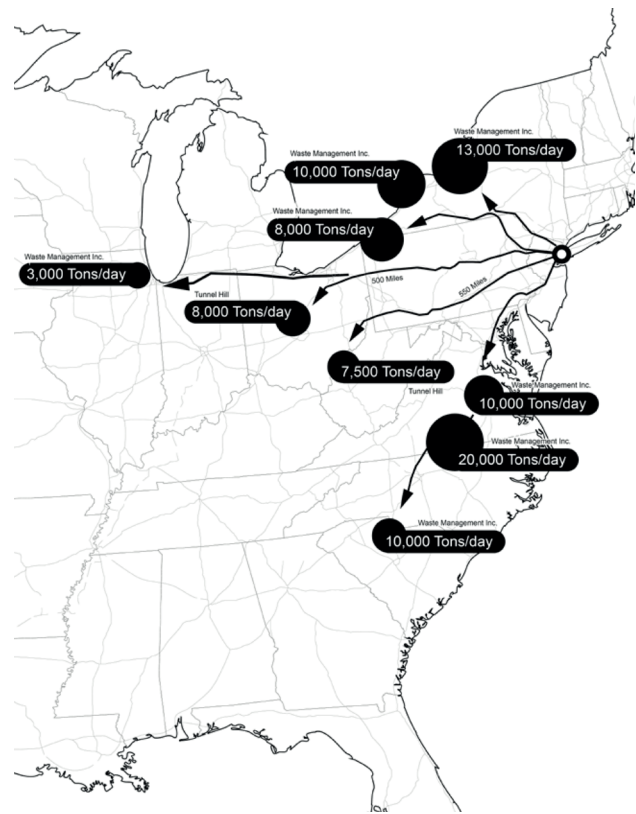 Waste Management Inc.
13,000 Tons/day
Waste Management Inc.
10,000 Tons/day
Waste Management Inc.
8,000 Tons/day
Waste Management Inc.
3,000 Tons/day
500 Miles
550 Miles
Tunnel Hill
8,000 Tons/day
7,500 Tons/day
Tunnel Hill
Waste Management Inc.
10,000 Tons/day
Waste Management Inc.
20,000 Tons/day
Waste Management Inc.
10,000 Tons/day